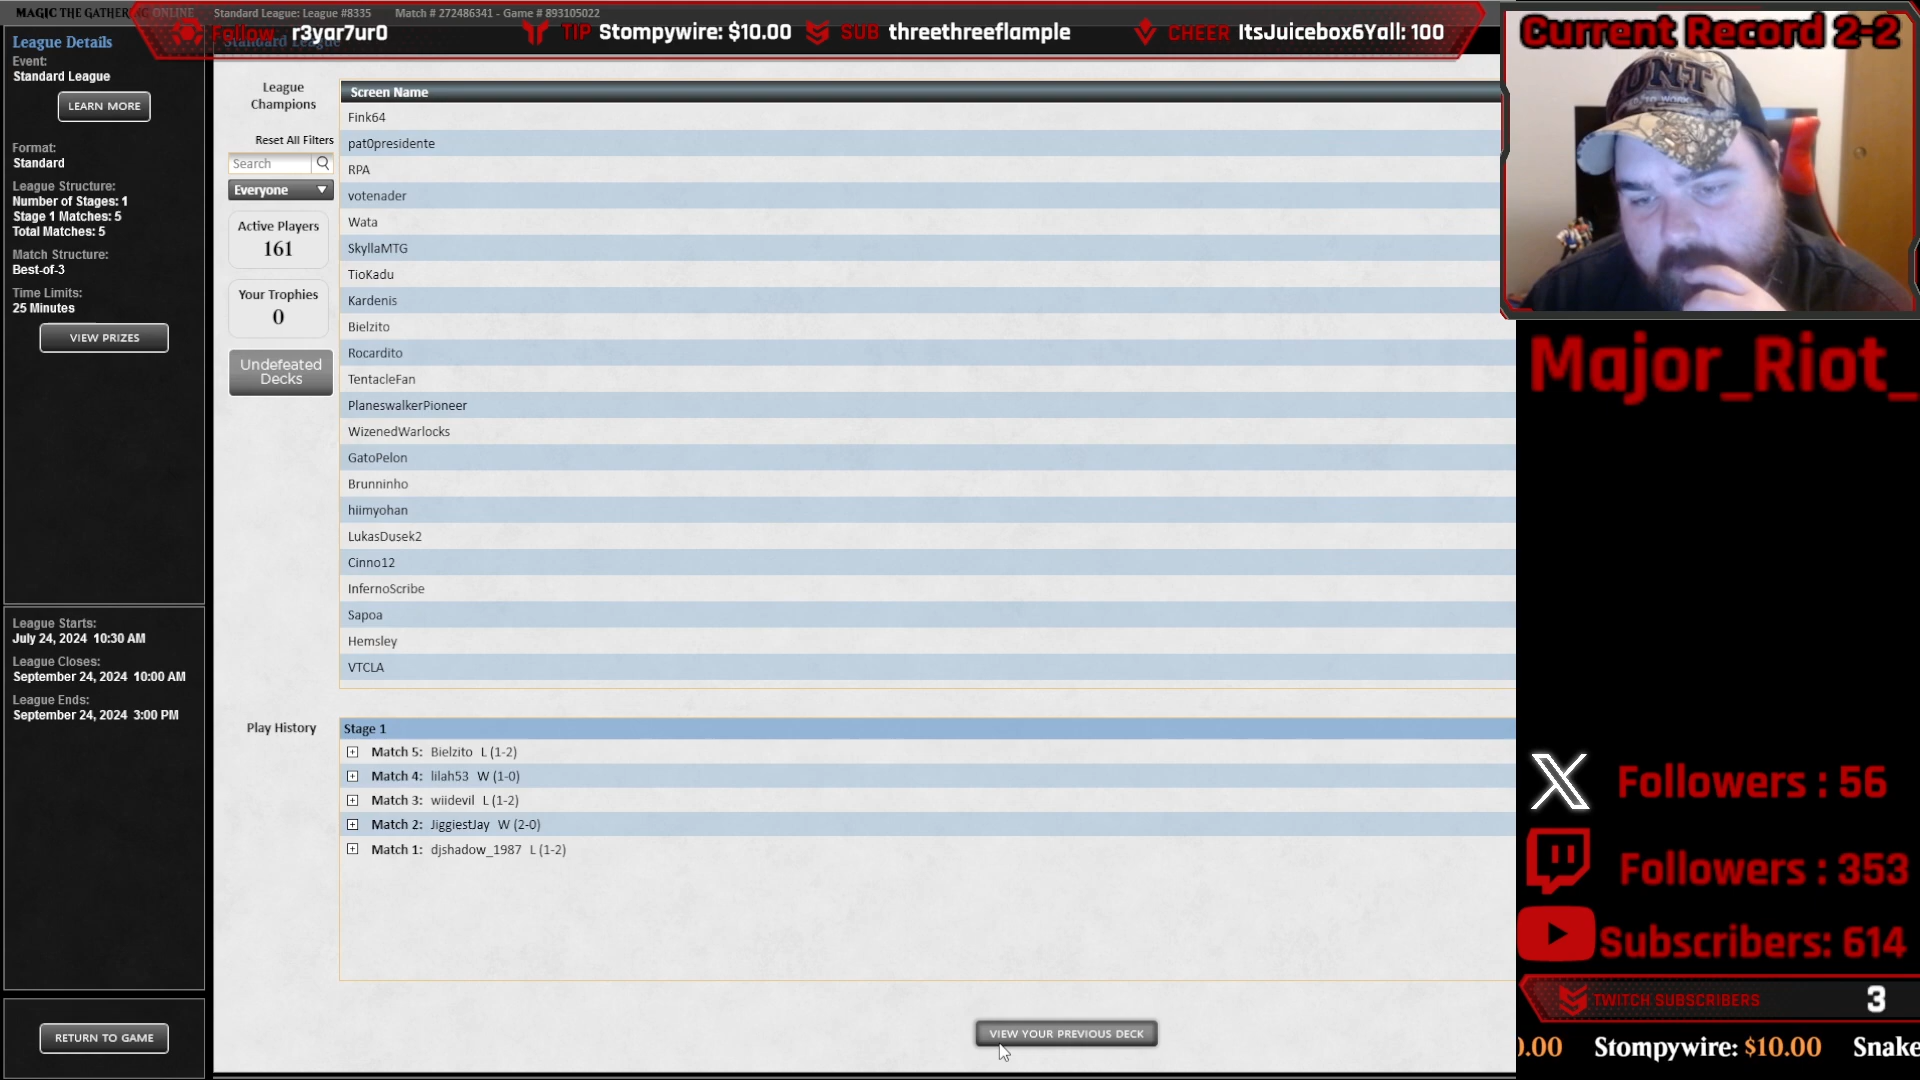 MAGIC THE GATHERING ONLINE
Standard League: League #8335
Match # 272486341 - Game # 893105022
Follow r3yar7ur0
TIP Stompywire: $10.00
SUB threethreeflample
CHEER ItsJuicebox6Yall: 100
Current Record 2-2
League Details
Event:
Standard League
LEARN MORE
Format:
Standard
League Structure:
Number of Stages: 1
Stage 1 Matches: 5
Total Matches: 5
Match Structure:
Best-of-3
Time Limits:
25 Minutes
VIEW PRIZES
League Starts:
July 24, 2024 10:30 AM
League Closes:
September 24, 2024 10:00 AM
League Ends:
September 24, 2024 3:00 PM
RETURN TO GAME
Standard League
League
Champions
Reset All Filters
Search
Everyone
Active Players
161
Your Trophies
0
Undefeated
Decks
Screen Name
Fink64
pat0presidente
RPA
votenader
Wata
SkyllaMTG
TioKadu
Kardenis
Bielzito
Rocardito
TentacleFan
PlaneswalkerPioneer
WizenedWarlocks
GatoPelon
Brunninho
hiimyohan
LukasDusek2
Cinno12
InfernoScribe
Sapoa
Hemsley
VTCLA
Play History
Stage 1
Match 5: Bielzito L (1-2)
Match 4: lilah53 W (1-0)
Match 3: wiidevil L (1-2)
Match 2: JiggiestJay W (2-0)
Match 1: djshadow_1987 L (1-2)
VIEW YOUR PREVIOUS DECK
Major_Riot_
Followers : 56
Followers : 353
Subscribers: 614
TWITCH SUBSCRIBERS 3
0.00 Stompywire: $10.00 Snake